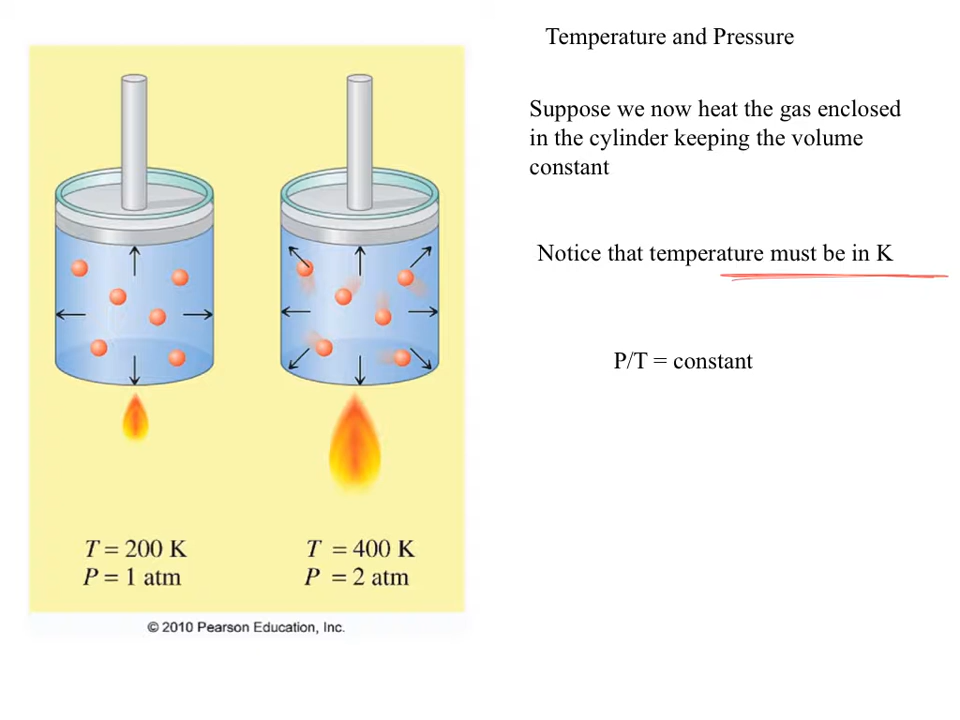 Temperature and Pressure
Suppose we now heat the gas enclosed
in the cylinder keeping the volume
constant
Notice that temperature must be in K
P/T = constant
T = 200 K
P = 1 atm
T = 400 K
P = 2 atm
© 2010 Pearson Education, Inc.